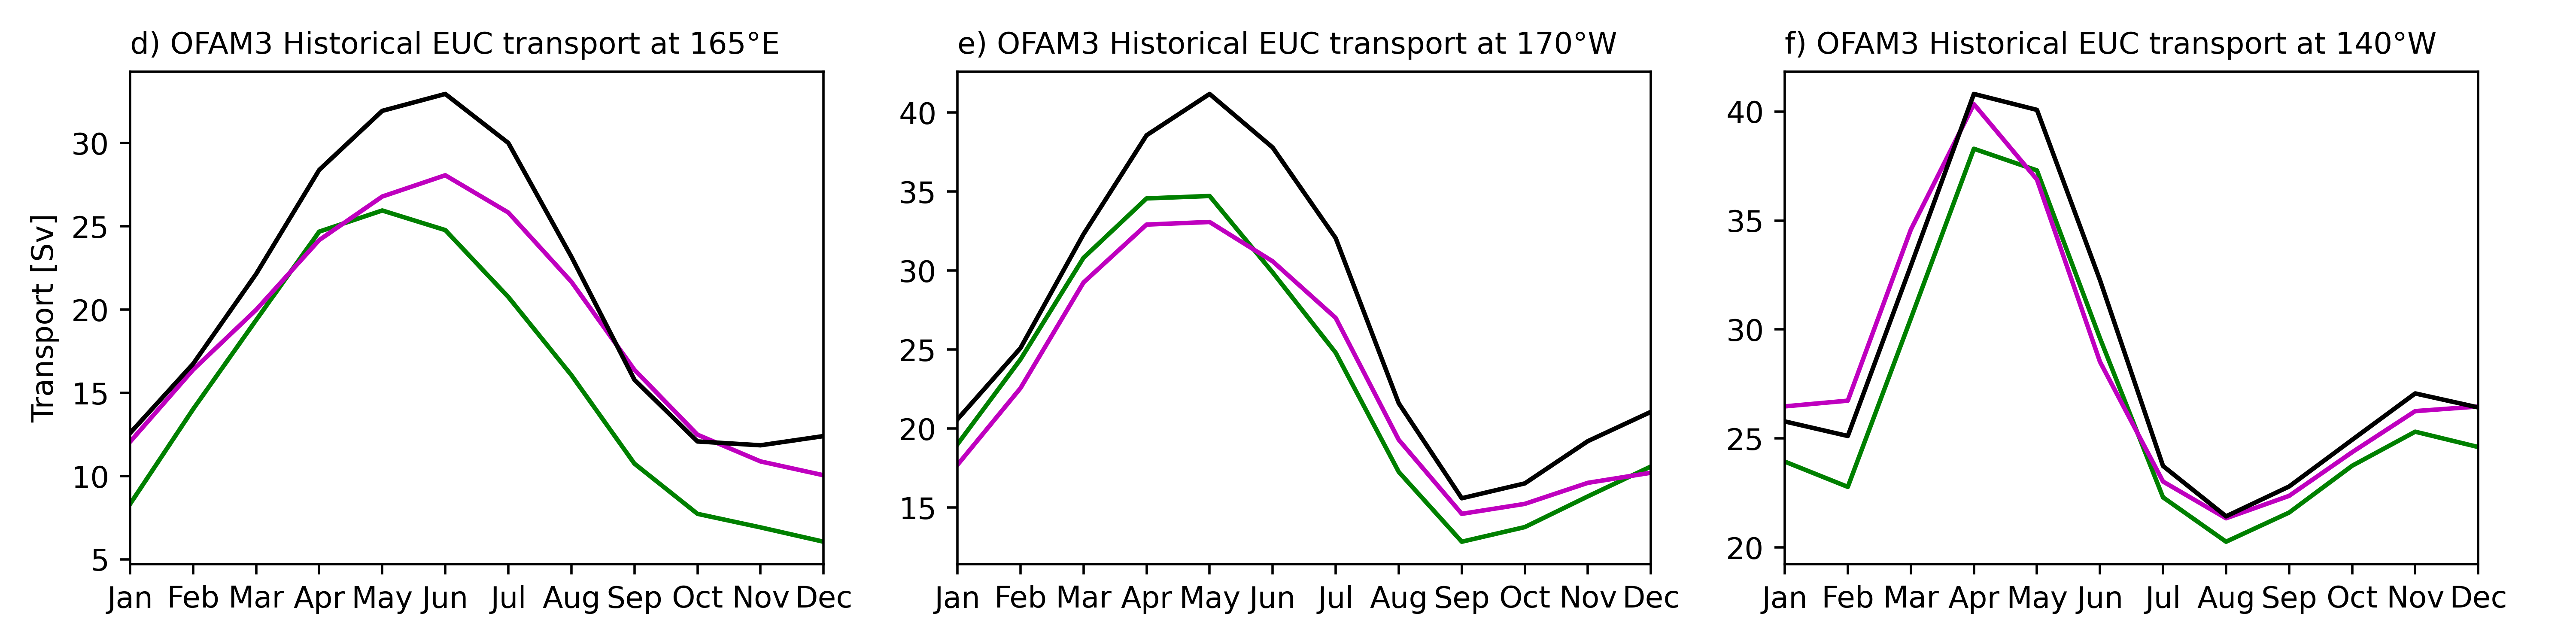 d) OFAM3 Historical EUC transport at 165°E
Transport [Sv]
30
25
20
15
10
5
Jan Feb Mar Apr May Jun Jul Aug Sep Oct Nov Dec
e) OFAM3 Historical EUC transport at 170°W
40
35
30
25
20
15
Jan Feb Mar Apr May Jun Jul Aug Sep Oct Nov Dec
f) OFAM3 Historical EUC transport at 140°W
40
35
30
25
20
Jan Feb Mar Apr May Jun Jul Aug Sep Oct Nov Dec